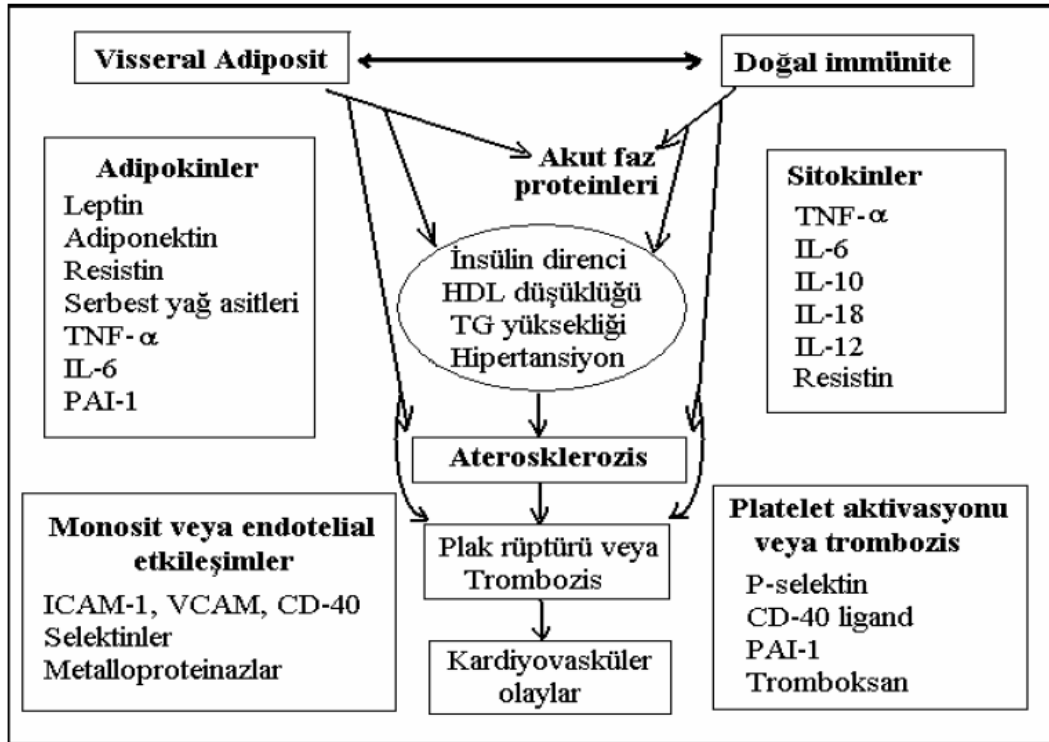 Visseral Adiposit
Doğal immünite
Akut faz
proteinleri
Adipokinler
Leptin
Adiponektin
Resistin
Serbest yağ asitleri
TNF-α
IL-6
PAI-1
İnsülin direnci
HDL düşüklüğü
TG yüksekliği
Hipertansiyon
Sitokinler
TNF-α
IL-6
IL-10
IL-18
IL-12
Resistin
Aterosklerozis
Monosit veya endotelial
etkileşimler
ICAM-1, VCAM, CD-40
Selektinler
Metalloproteinazlar
Plak rüptürü veya
Trombozis
Kardiyovasküler
olaylar
Platelet aktivasyonu
veya trombozis
P-selektin
CD-40 ligand
PAI-1
Tromboksan